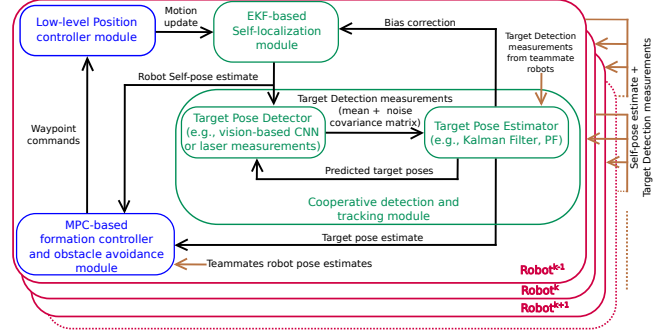 Low-level Position
controller module
Motion
update
EKF-based
Self-localization
module
Bias correction
Target Detection
measurements
from teammate
robots
Robot Self-pose estimate
Target Detection measurements
(mean + noise
covariance matrix)
Target Pose Detector
(e.g., vision-based CNN
or laser measurements)
Target Pose Estimator
(e.g., Kalman Filter, PF)
Waypoint
commands
Predicted target poses
Cooperative detection and
tracking module
MPC-based
formation controller
and obstacle avoidance
module
Target pose estimate
Teammates robot pose estimates
Robot^k-1
Robot^k
Robot^k+1
Self-pose estimate +
Target Detection measurements